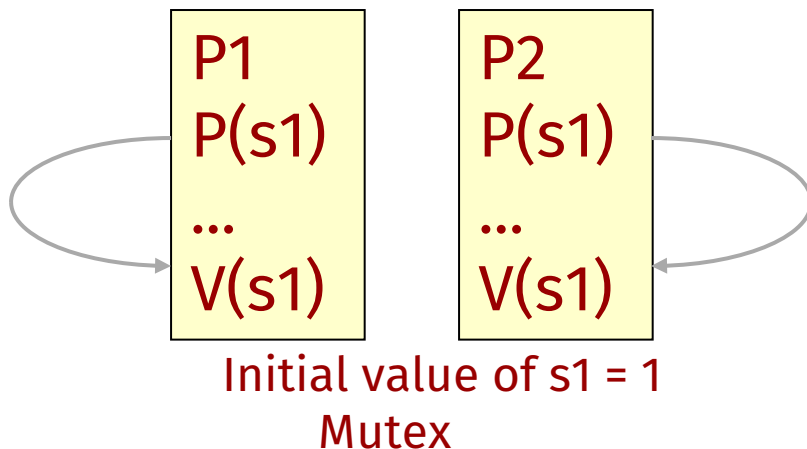 P1
P(s1)
...
V(s1)
P2
P(s1)
...
V(s1)
Initial value of s1 = 1
Mutex